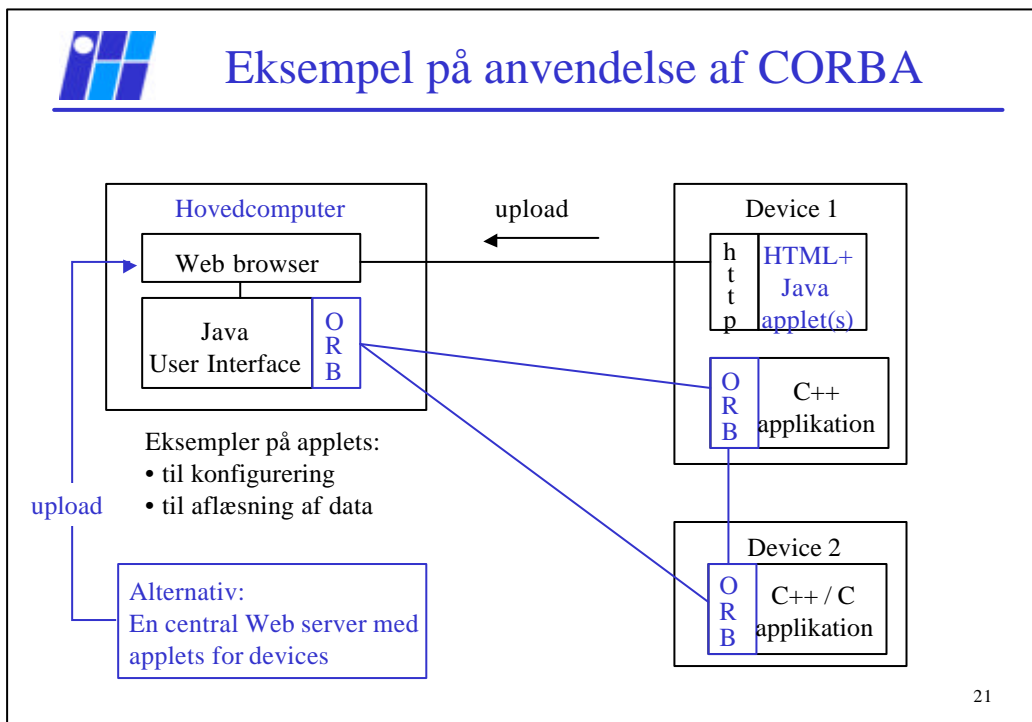 Eksempel på anvendelse af CORBA
Hovedcomputer
Web browser
Java
User Interface
O
R
B
upload
Device 1
h
t
t
p
HTML+
Java
applet(s)
O
R
B
C++
applikation
Eksempler på applets:
• til konfigurering
• til aflæsning af data
upload
Alternativ:
En central Web server med
applets for devices
Device 2
O
R
B
C++ / C
applikation
21